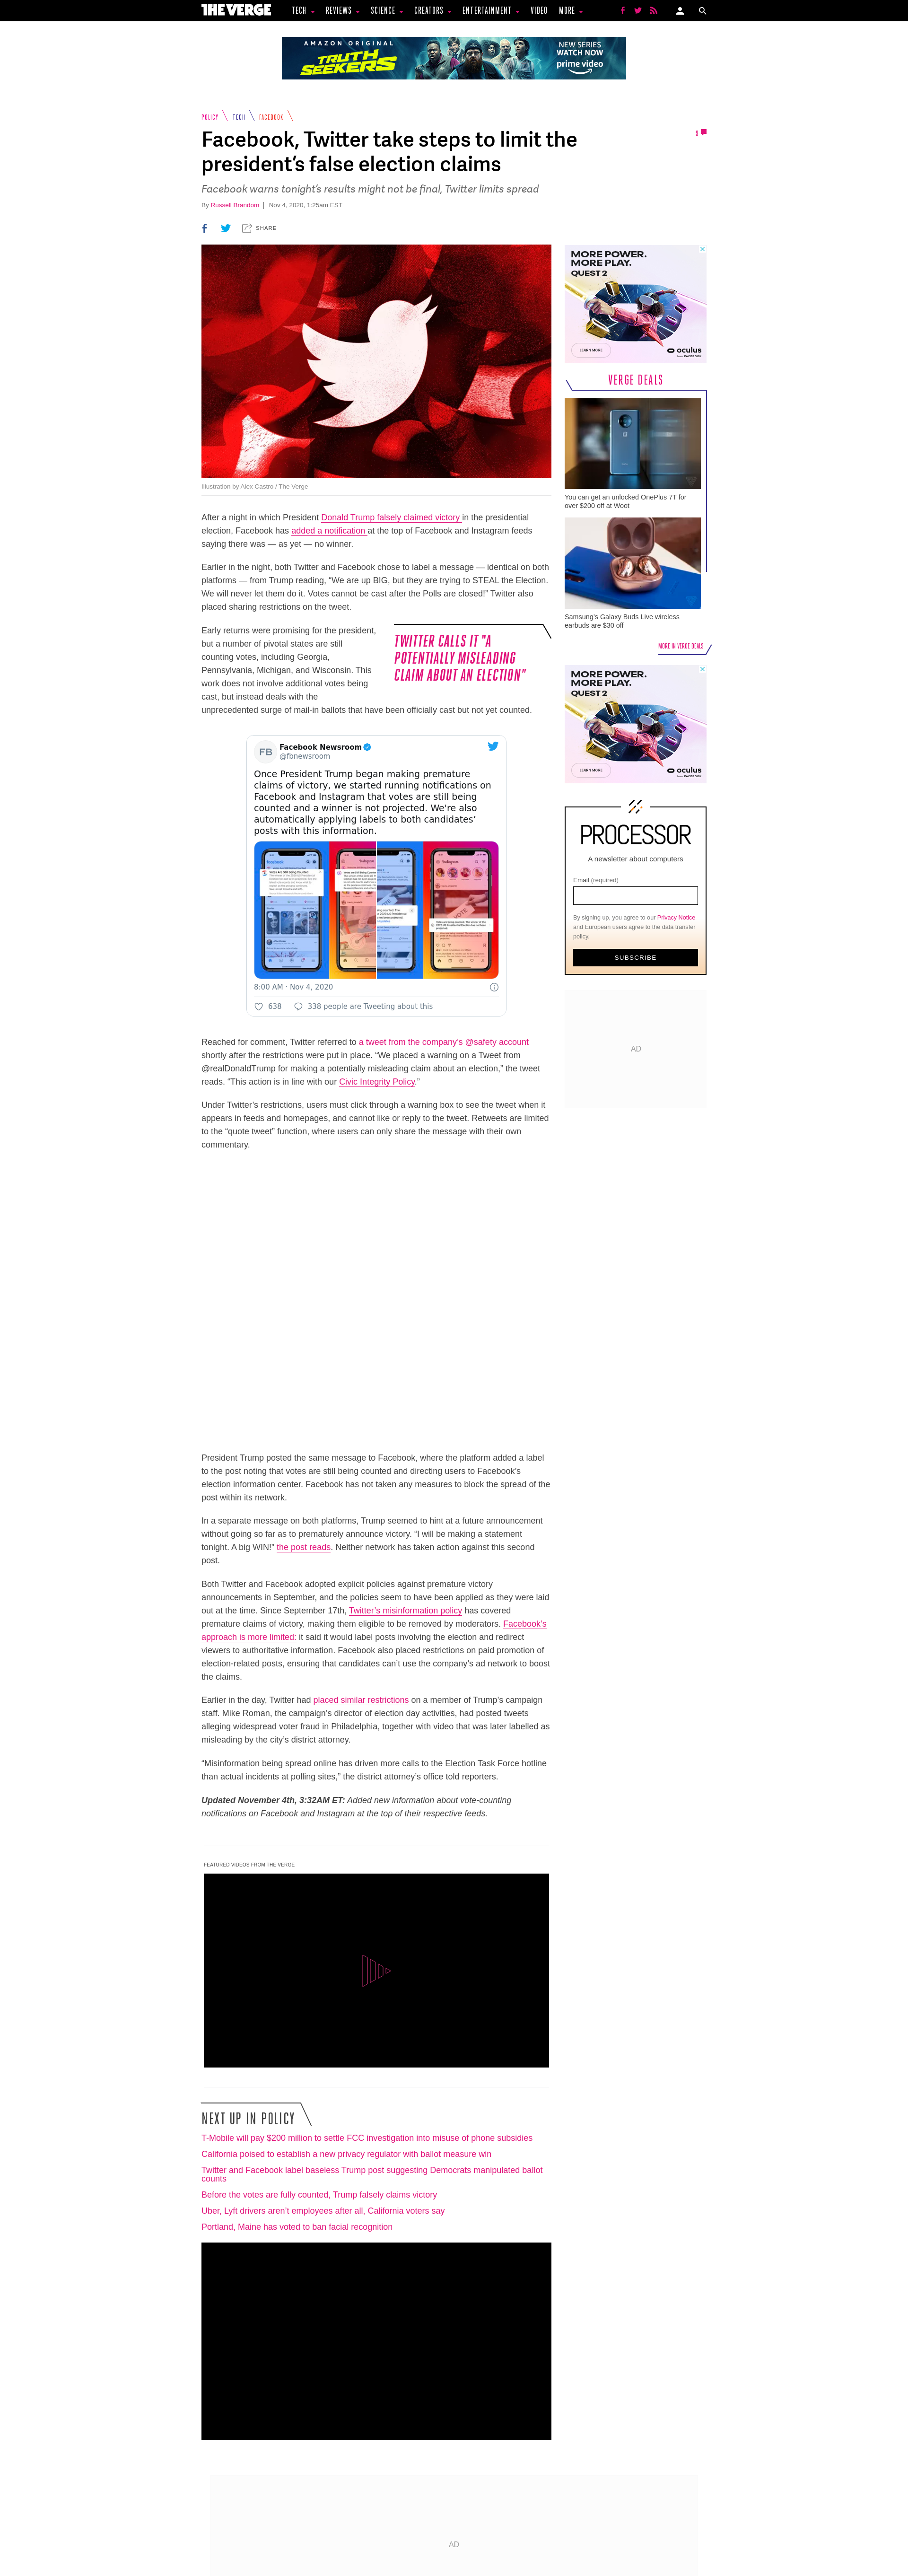 THE VERGE
TECH
REVIEWS
SCIENCE
CREATORS
ENTERTAINMENT
VIDEO
MORE
AMAZON ORIGINAL
TRUTH
SEEKERS
NEW SERIES
WATCH NOW
prime video
POLICY
TECH
FACEBOOK
Facebook, Twitter take steps to limit the
president’s false election claims
9
Facebook warns tonight’s results might not be final, Twitter limits spread
By Russell Brandom | Nov 4, 2020, 1:25am EST
SHARE
Illustration by Alex Castro / The Verge
After a night in which President Donald Trump falsely claimed victory in the presidential
election, Facebook has added a notification at the top of Facebook and Instagram feeds
saying there was — as yet — no winner.
Earlier in the night, both Twitter and Facebook chose to label a message — identical on both
platforms — from Trump reading, “We are up BIG, but they are trying to STEAL the Election.
We will never let them do it. Votes cannot be cast after the Polls are closed!” Twitter also
placed sharing restrictions on the tweet.
Early returns were promising for the president,
but a number of pivotal states are still
counting votes, including Georgia,
Pennsylvania, Michigan, and Wisconsin. This
work does not involve additional votes being
cast, but instead deals with the
unprecedented surge of mail-in ballots that have been officially cast but not yet counted.
TWITTER CALLS IT "A
POTENTIALLY MISLEADING
CLAIM ABOUT AN ELECTION”
FB
Facebook Newsroom
@fbnewsroom
Once President Trump began making premature
claims of victory, we started running notifications on
Facebook and Instagram that votes are still being
counted and a winner is not projected. We're also
automatically applying labels to both candidates’
posts with this information.
8:00 AM · Nov 4, 2020
638
338 people are Tweeting about this
Reached for comment, Twitter referred to a tweet from the company’s @safety account
shortly after the restrictions were put in place. “We placed a warning on a Tweet from
@realDonaldTrump for making a potentially misleading claim about an election,” the tweet
reads. “This action is in line with our Civic Integrity Policy.”
Under Twitter’s restrictions, users must click through a warning box to see the tweet when it
appears in feeds and homepages, and cannot like or reply to the tweet. Retweets are limited
to the “quote tweet” function, where users can only share the message with their own
commentary.
President Trump posted the same message to Facebook, where the platform added a label
to the post noting that votes are still being counted and directing users to Facebook’s
election information center. Facebook has not taken any measures to block the spread of the
post within its network.
In a separate message on both platforms, Trump seemed to hint at a future announcement
without going so far as to prematurely announce victory. “I will be making a statement
tonight. A big WIN!” the post reads. Neither network has taken action against this second
post.
Both Twitter and Facebook adopted explicit policies against premature victory
announcements in September, and the policies seem to have been applied as they were laid
out at the time. Since September 17th, Twitter’s misinformation policy has covered
premature claims of victory, making them eligible to be removed by moderators. Facebook’s
approach is more limited: it said it would label posts involving the election and redirect
viewers to authoritative information. Facebook also placed restrictions on paid promotion of
election-related posts, ensuring that candidates can’t use the company’s ad network to boost
the claims.
Earlier in the day, Twitter had placed similar restrictions on a member of Trump’s campaign
staff. Mike Roman, the campaign’s director of election day activities, had posted tweets
alleging widespread voter fraud in Philadelphia, together with video that was later labelled as
misleading by the city’s district attorney.
“Misinformation being spread online has driven more calls to the Election Task Force hotline
than actual incidents at polling sites,” the district attorney’s office told reporters.
Updated November 4th, 3:32AM ET: Added new information about vote-counting
notifications on Facebook and Instagram at the top of their respective feeds.
FEATURED VIDEOS FROM THE VERGE
NEXT UP IN POLICY
T-Mobile will pay $200 million to settle FCC investigation into misuse of phone subsidies
California poised to establish a new privacy regulator with ballot measure win
Twitter and Facebook label baseless Trump post suggesting Democrats manipulated ballot
counts
Before the votes are fully counted, Trump falsely claims victory
Uber, Lyft drivers aren’t employees after all, California voters say
Portland, Maine has voted to ban facial recognition
MORE POWER.
MORE PLAY.
QUEST 2
LEARN MORE
oculus
from FACEBOOK
VERGE DEALS
You can get an unlocked OnePlus 7T for
over $200 off at Woot
Samsung’s Galaxy Buds Live wireless
earbuds are $30 off
MORE IN VERGE DEALS
MORE POWER.
MORE PLAY.
QUEST 2
LEARN MORE
oculus
from FACEBOOK
PROCESSOR
A newsletter about computers
Email (required)
By signing up, you agree to our Privacy Notice
and European users agree to the data transfer
policy.
SUBSCRIBE
AD
AD